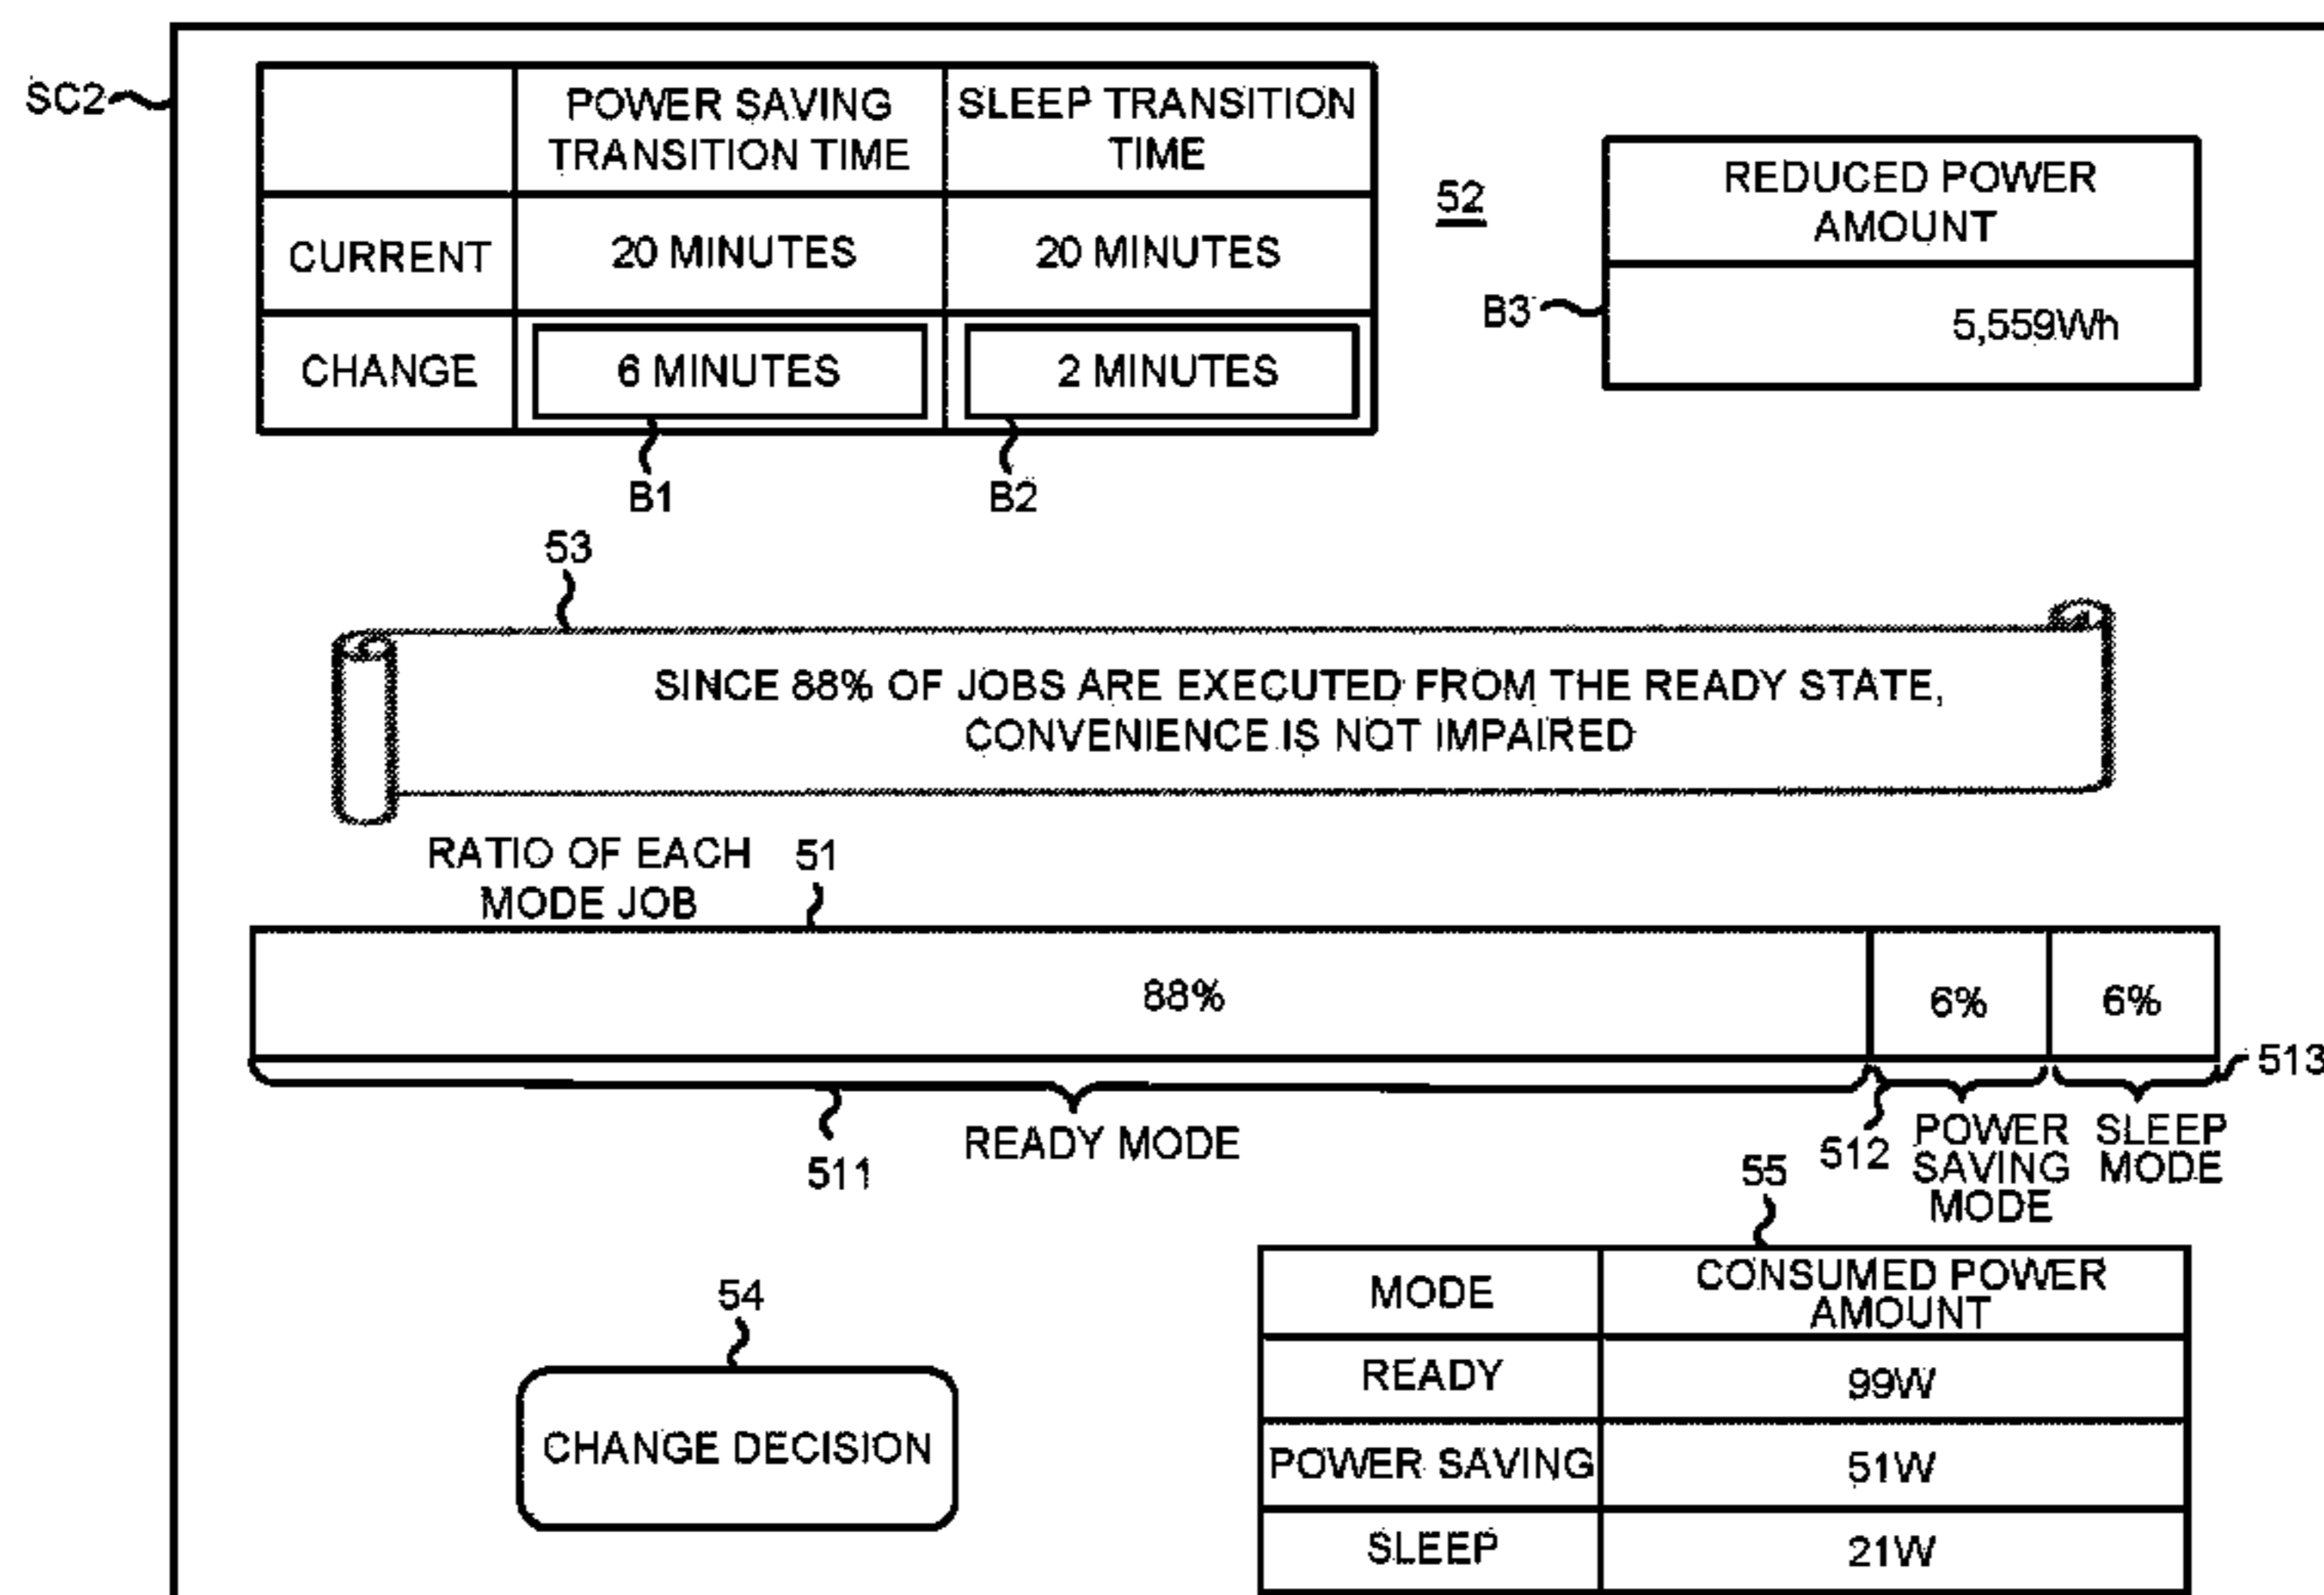 SC2
POWER SAVING
TRANSITION TIME
SLEEP TRANSITION
TIME
CURRENT
20 MINUTES
20 MINUTES
CHANGE
6 MINUTES
2 MINUTES
B1
B2
52
REDUCED POWER
AMOUNT
B3
5,559Wh
53
SINCE 88% OF JOBS ARE EXECUTED FROM THE READY STATE,
CONVENIENCE IS NOT IMPAIRED
RATIO OF EACH
MODE JOB
51
88%
6%
6%
513
511
READY MODE
512
POWER
SAVING
MODE
SLEEP
MODE
54
CHANGE DECISION
55
MODE
CONSUMED POWER
AMOUNT
READY
99W
POWER SAVING
51W
SLEEP
21W